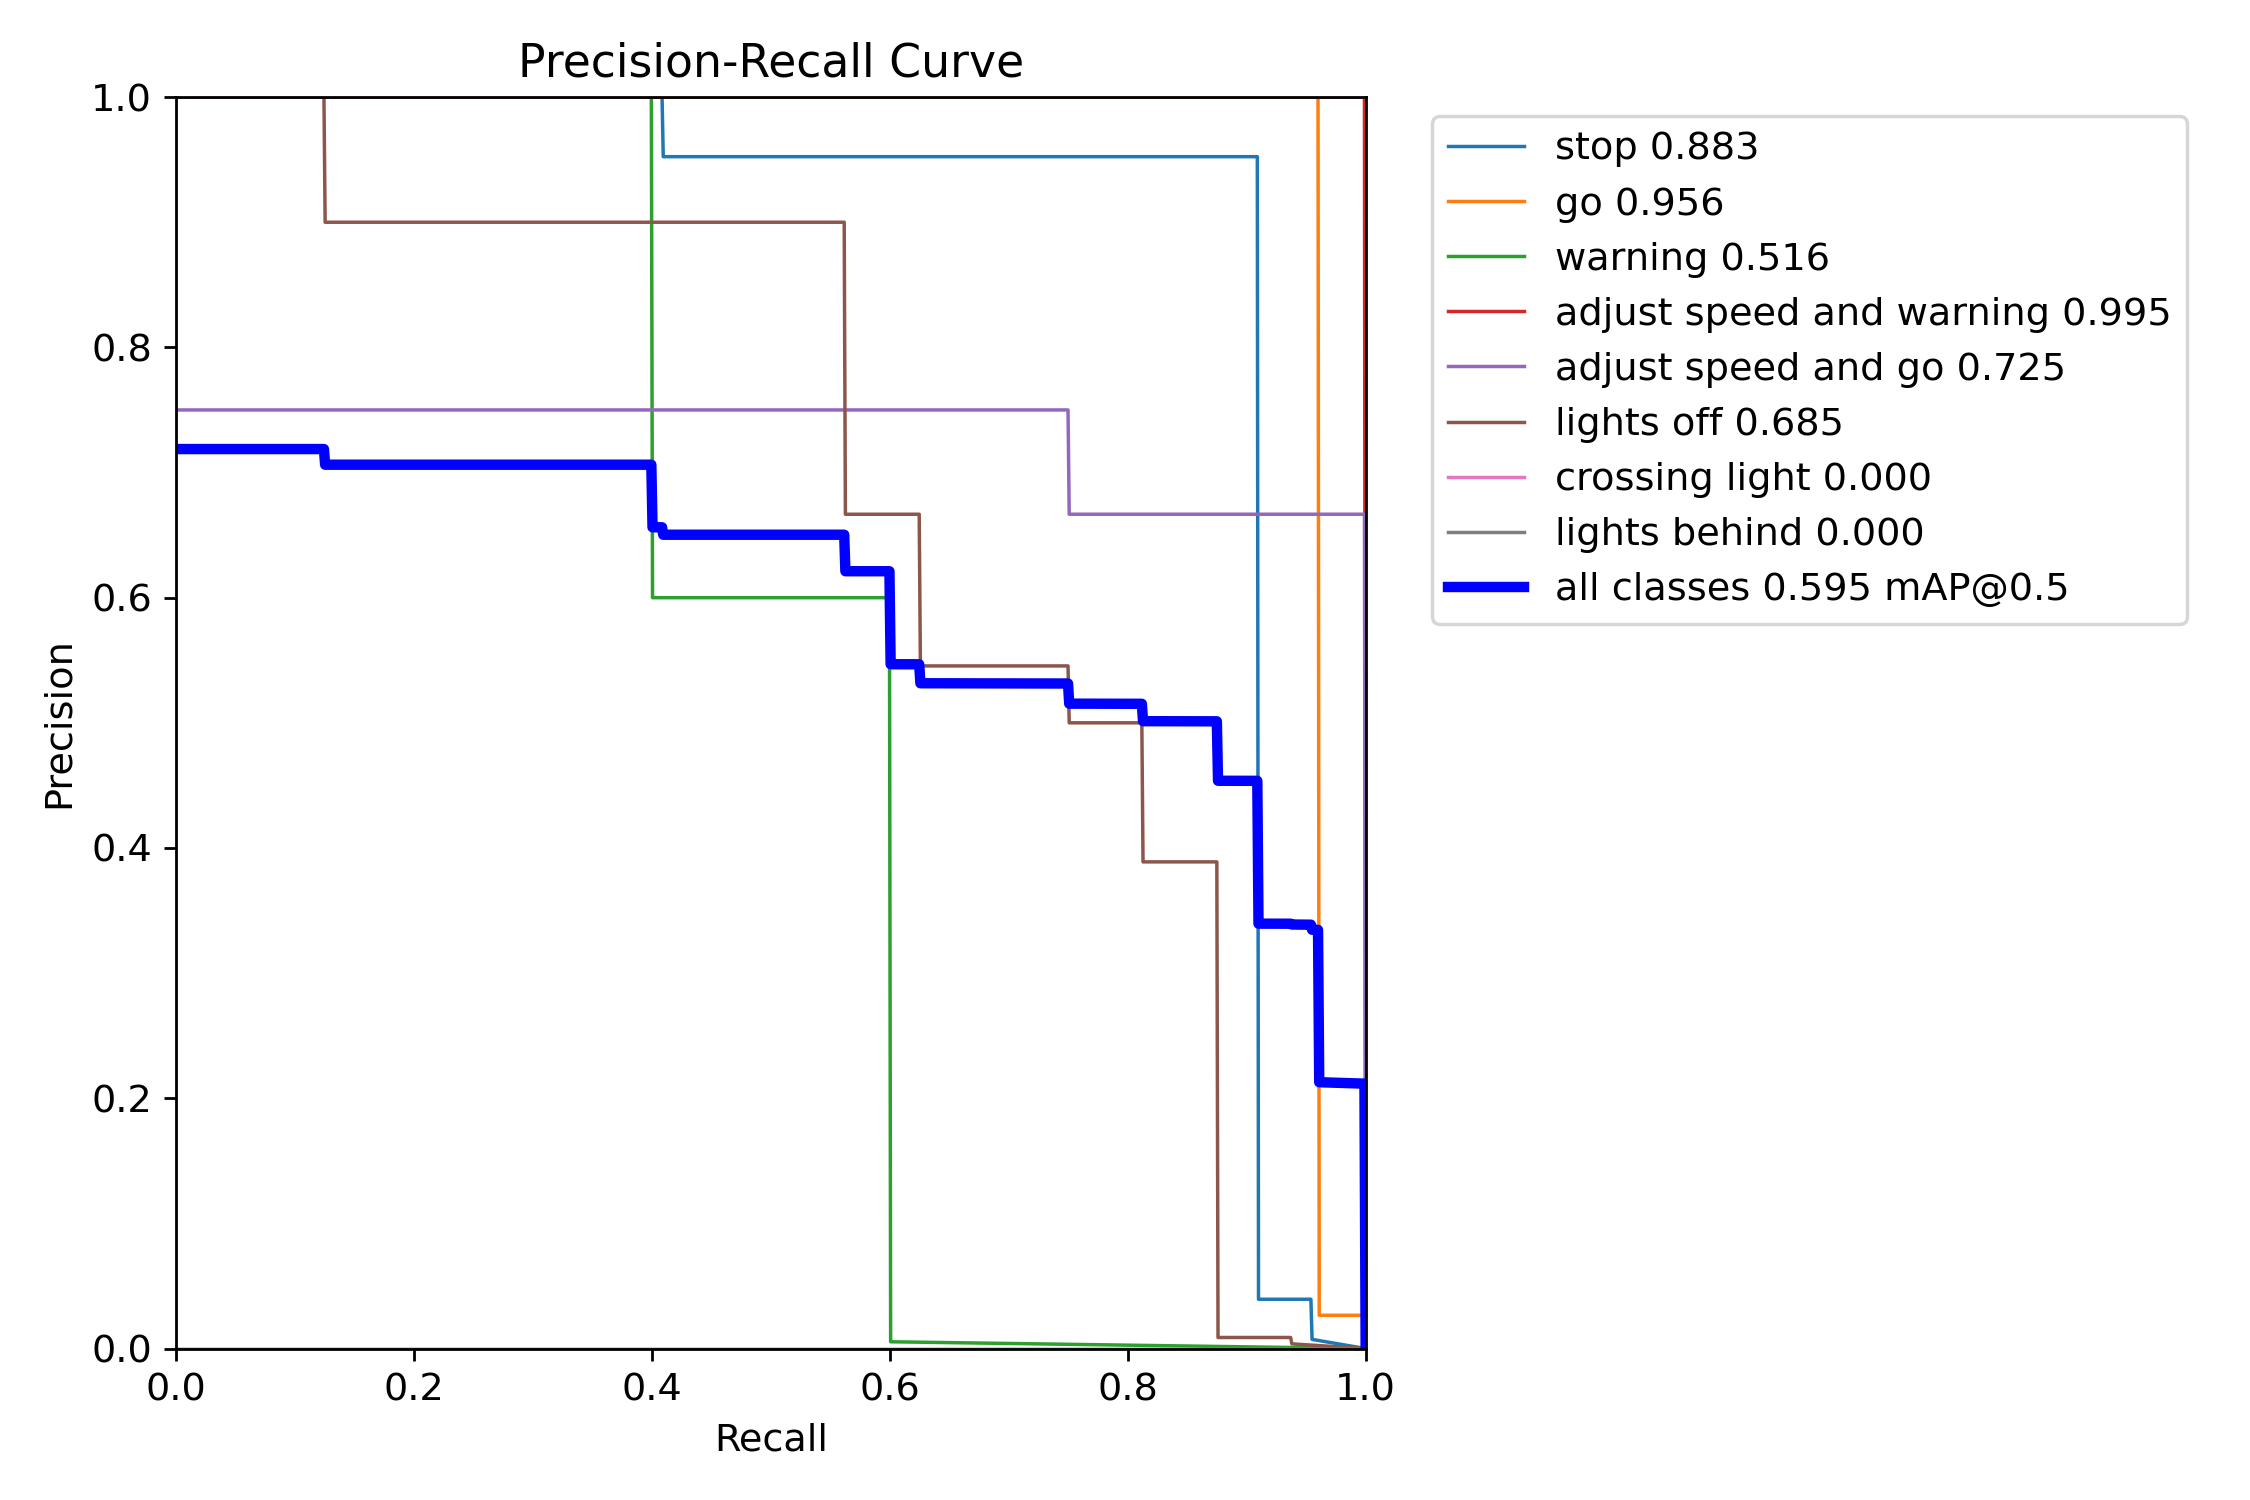 Precision-Recall Curve
1.0
0.8
0.6
0.4
0.2
0.0
Precision
0.0 0.2 0.4 0.6 0.8 1.0
Recall
stop 0.883
go 0.956
warning 0.516
adjust speed and warning 0.995
adjust speed and go 0.725
lights off 0.685
crossing light 0.000
lights behind 0.000
all classes 0.595 mAP@0.5